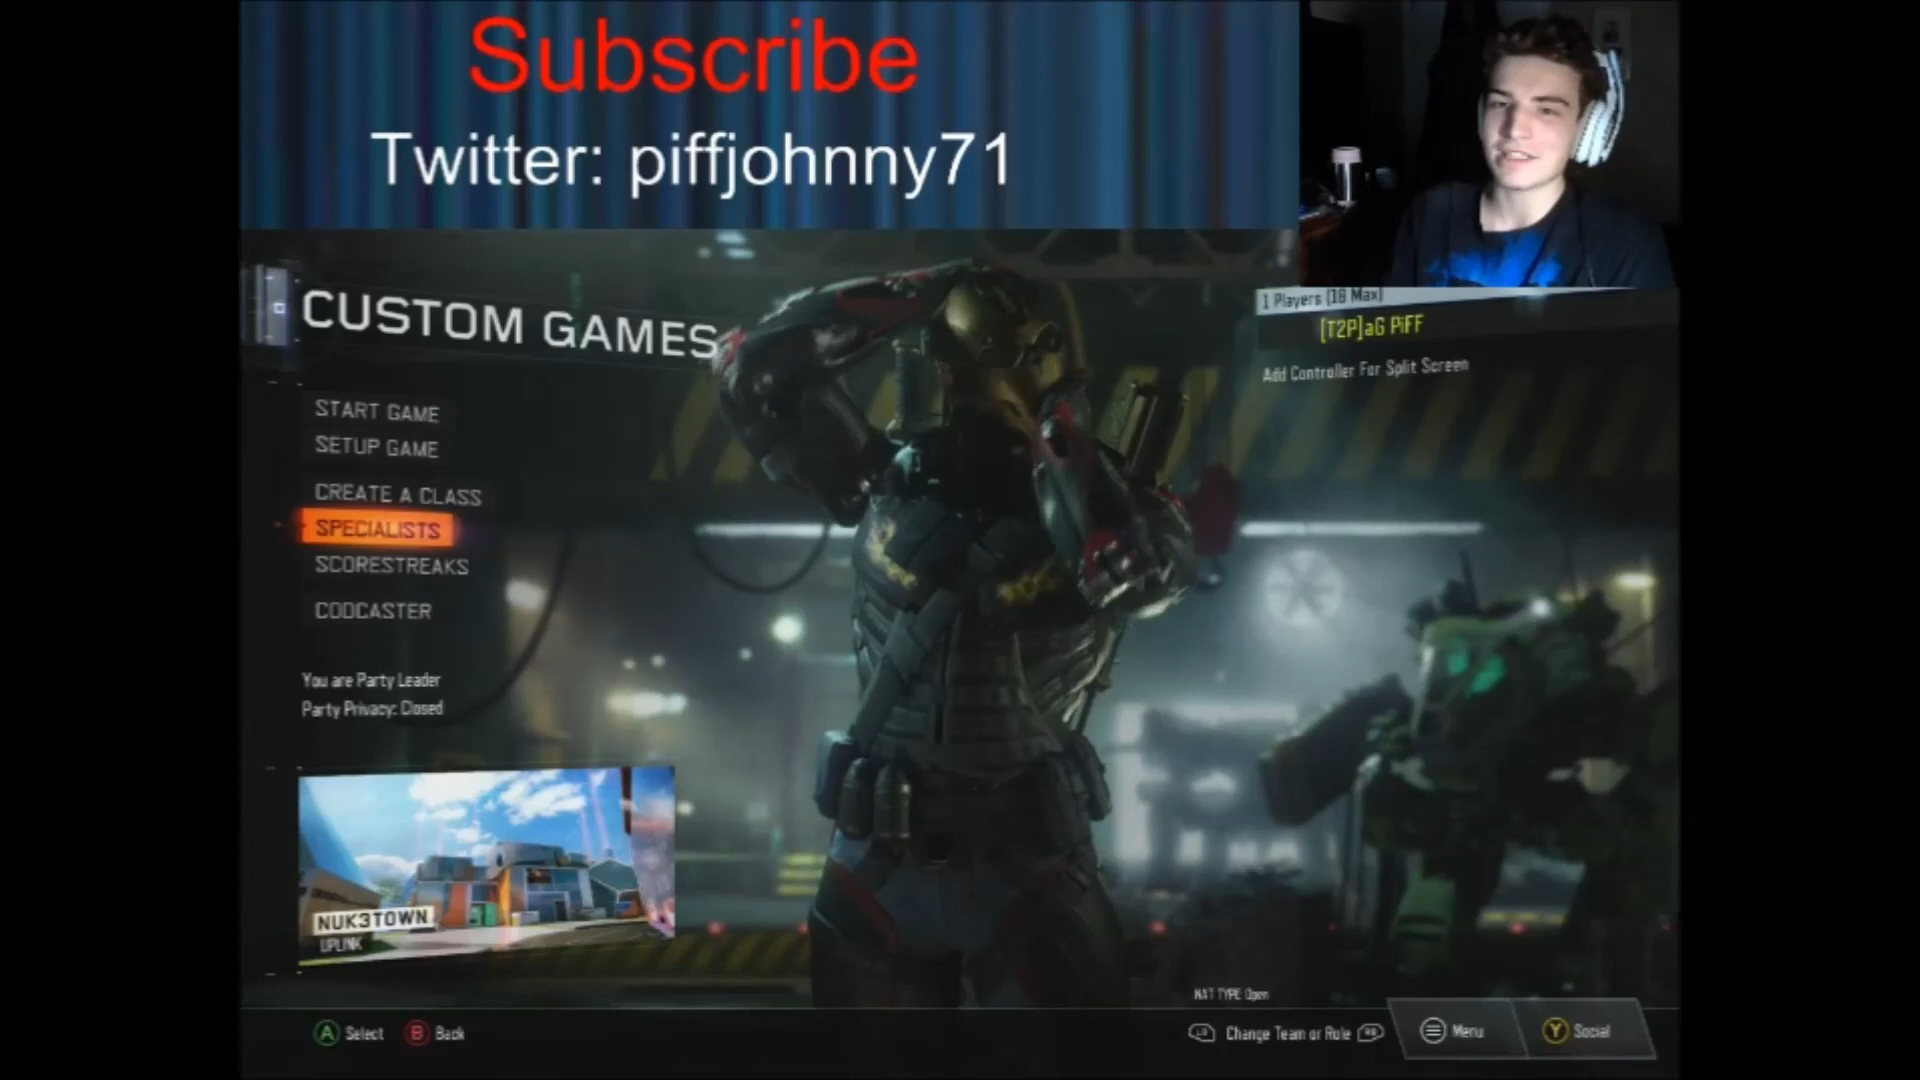 Subscribe
Twitter: piffjohnny71
CUSTOM GAMES
1 Players (18 Max)
[T2P]aG PiFF
Add Controller For Split Screen
START GAME
SETUP GAME
CREATE A CLASS
SPECIALISTS
SCORESTREAKS
CODCASTER
You are Party Leader
Party Privacy: Closed
NUK3TOWN
UPLINK
NAT TYPE: Open
A Select B Back
LB Change Team or Role RB
Menu
Y Social